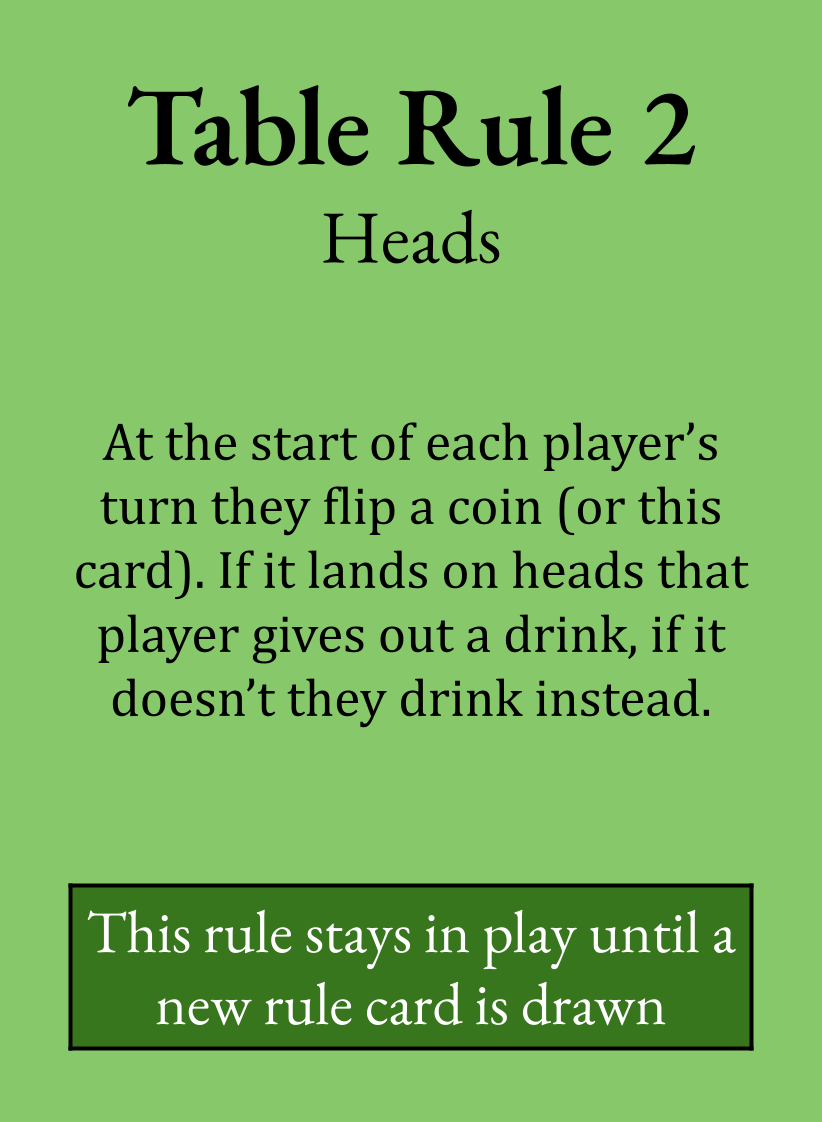 Table Rule 2
Heads
At the start of each player’s
turn they flip a coin (or this
card). If it lands on heads that
player gives out a drink, if it
doesn’t they drink instead.
This rule stays in play until a
new rule card is drawn